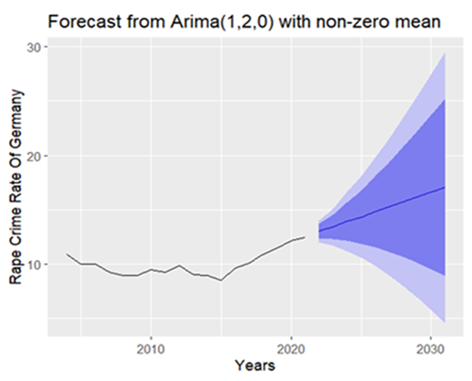 Forecast from Arima(1,2,0) with non-zero mean
Rape Crime Rate Of Germany
30
20
10
2010
2020
2030
Years